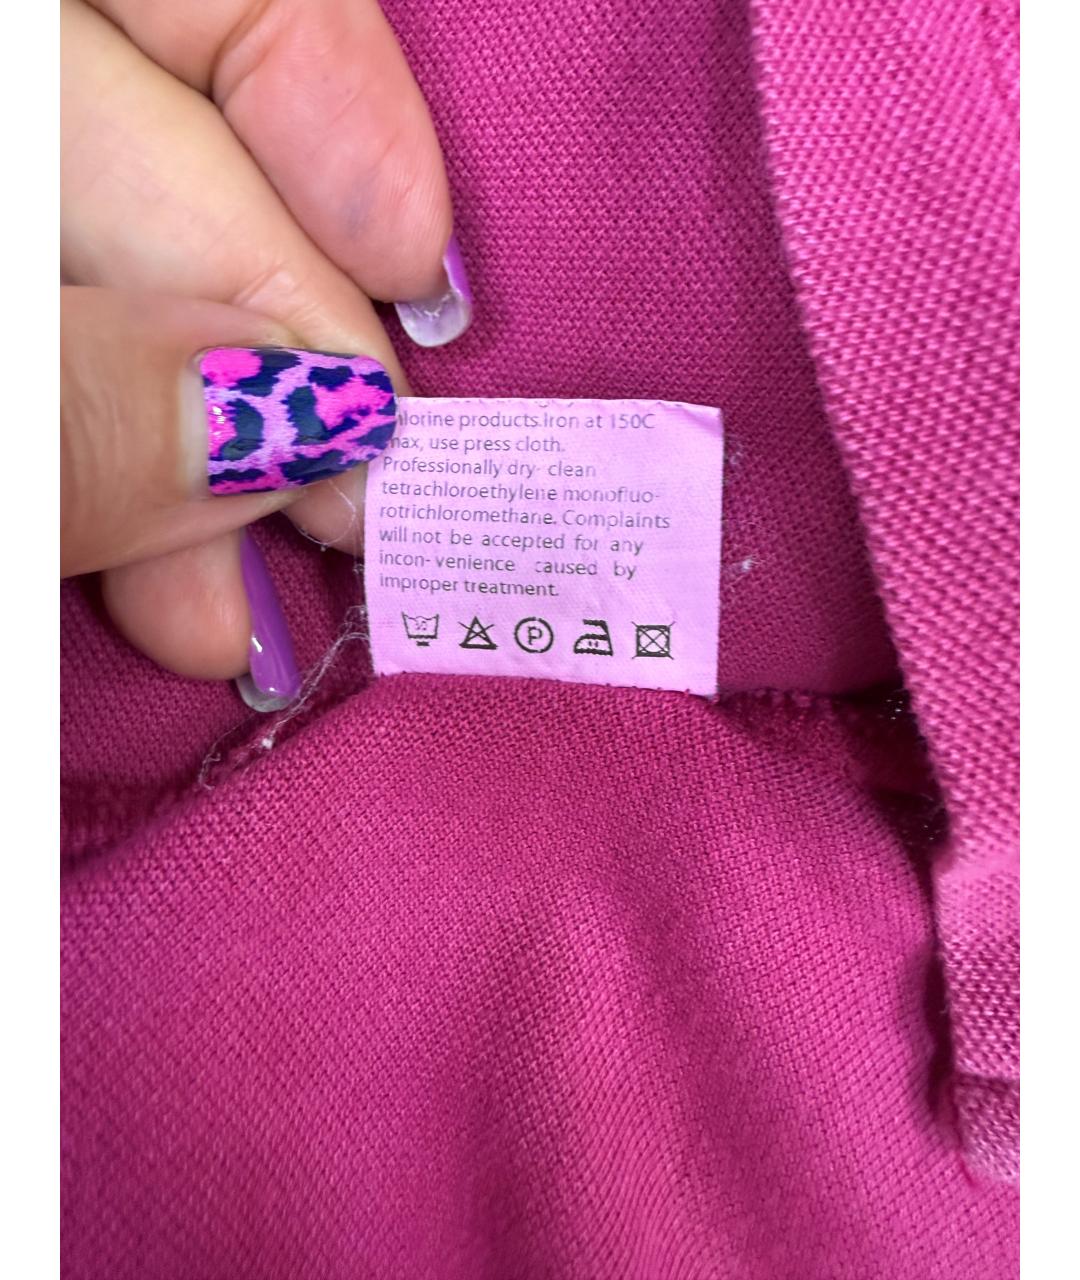 hlorine products.Iron at 150C
max, use press cloth.
Professionally dry- clean
tetrachloroethylene monofluo-
rotrichloromethane. Complaints
will not be accepted for any
incon- venience caused by
improper treatment.
30 P